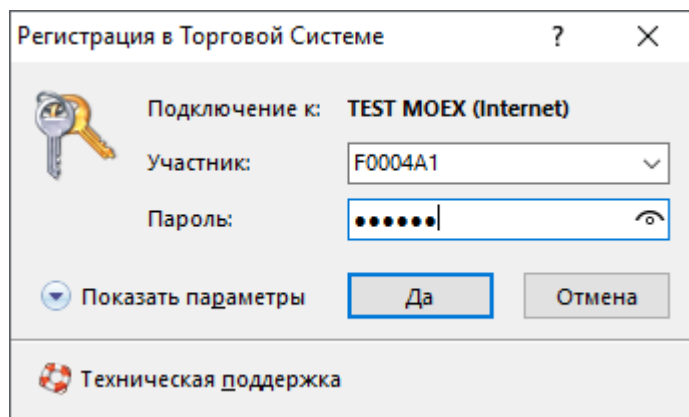 Регистрация в Торговой Системе ?
Подключение к: TEST MOEX (Internet)
Участник: F0004A1
Пароль: ●●●●●●
Показать параметры Да Отмена
Техническая поддержка